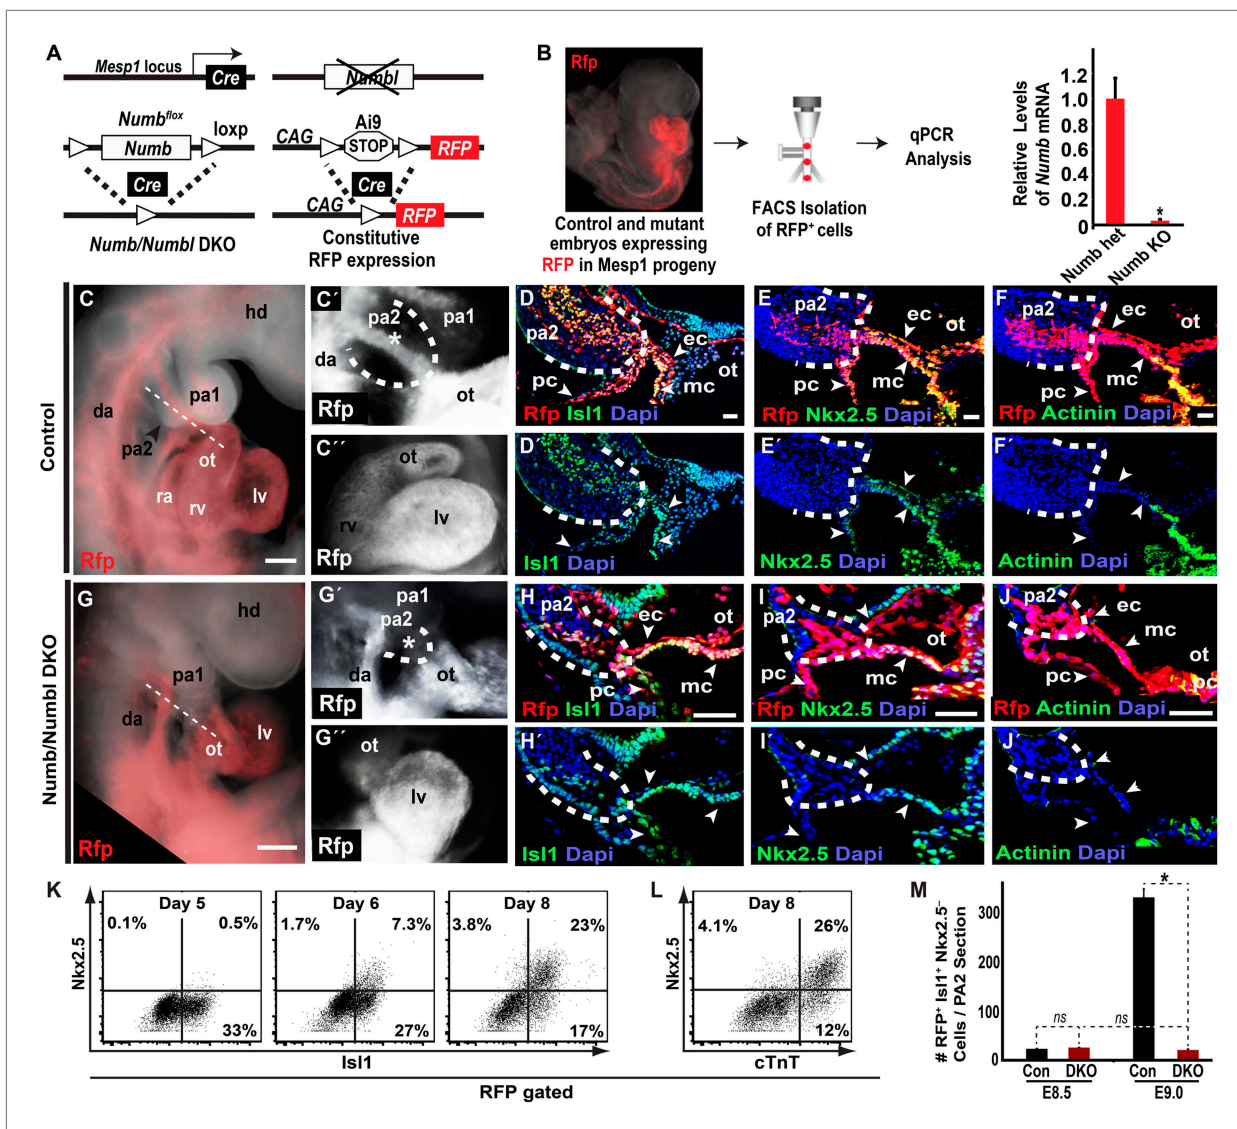 A
Mesp1 locus
Cre
Numbl
Numbflox
loxp
Numb
Cre
Numb/Numbl DKO
Ai9
CAG
STOP
RFP
Cre
CAG
RFP
Constitutive
RFP expression
B
Rfp
Control and mutant
embryos expressing
RFP in Mesp1 progeny
FACS Isolation
of RFP+ cells
qPCR
Analysis
Relative Levels
of Numb mRNA
1.2
1.0
0.8
0.6
0.4
0.2
0
*
Numb het
Numb KO
Control
C
hd
pa1
da
pa2
ot
ra
rv
lv
Rfp
C´
pa2
pa1
*
da
ot
Rfp
C´´
ot
rv
lv
Rfp
D
pa2
ec
ot
pc
mc
Rfp Isl1 Dapi
D´
Isl1 Dapi
E
pa2
ec
ot
pc
mc
Rfp Nkx2.5 Dapi
E´
Nkx2.5 Dapi
F
pa2
ec
ot
pc
mc
Rfp Actinin Dapi
F´
Actinin Dapi
Numb/Numbl DKO
G
hd
pa1
da
ot
lv
Rfp
G´
pa1
pa2
*
da
ot
Rfp
G´´
ot
lv
Rfp
H
pa2
ec
ot
pc
mc
Rfp Isl1 Dapi
H´
Isl1 Dapi
I
pa2
ot
pc
mc
Rfp Nkx2.5 Dapi
I´
Nkx2.5 Dapi
J
pa2
ec
mc
ot
pc
pc
Rfp Actinin Dapi
J´
Actinin Dapi
K
Nkx2.5
Day 5
0.1%
0.5%
33%
Day 6
1.7%
7.3%
27%
Day 8
3.8%
23%
17%
Isl1
L
Nkx2.5
Day 8
4.1%
26%
12%
cTnT
RFP gated
M
# RFP+ Isl1+ Nkx2.5−
Cells / PA2 Section
300
200
100
0
ns
ns
*
Con
DKO
Con
DKO
E8.5
E9.0